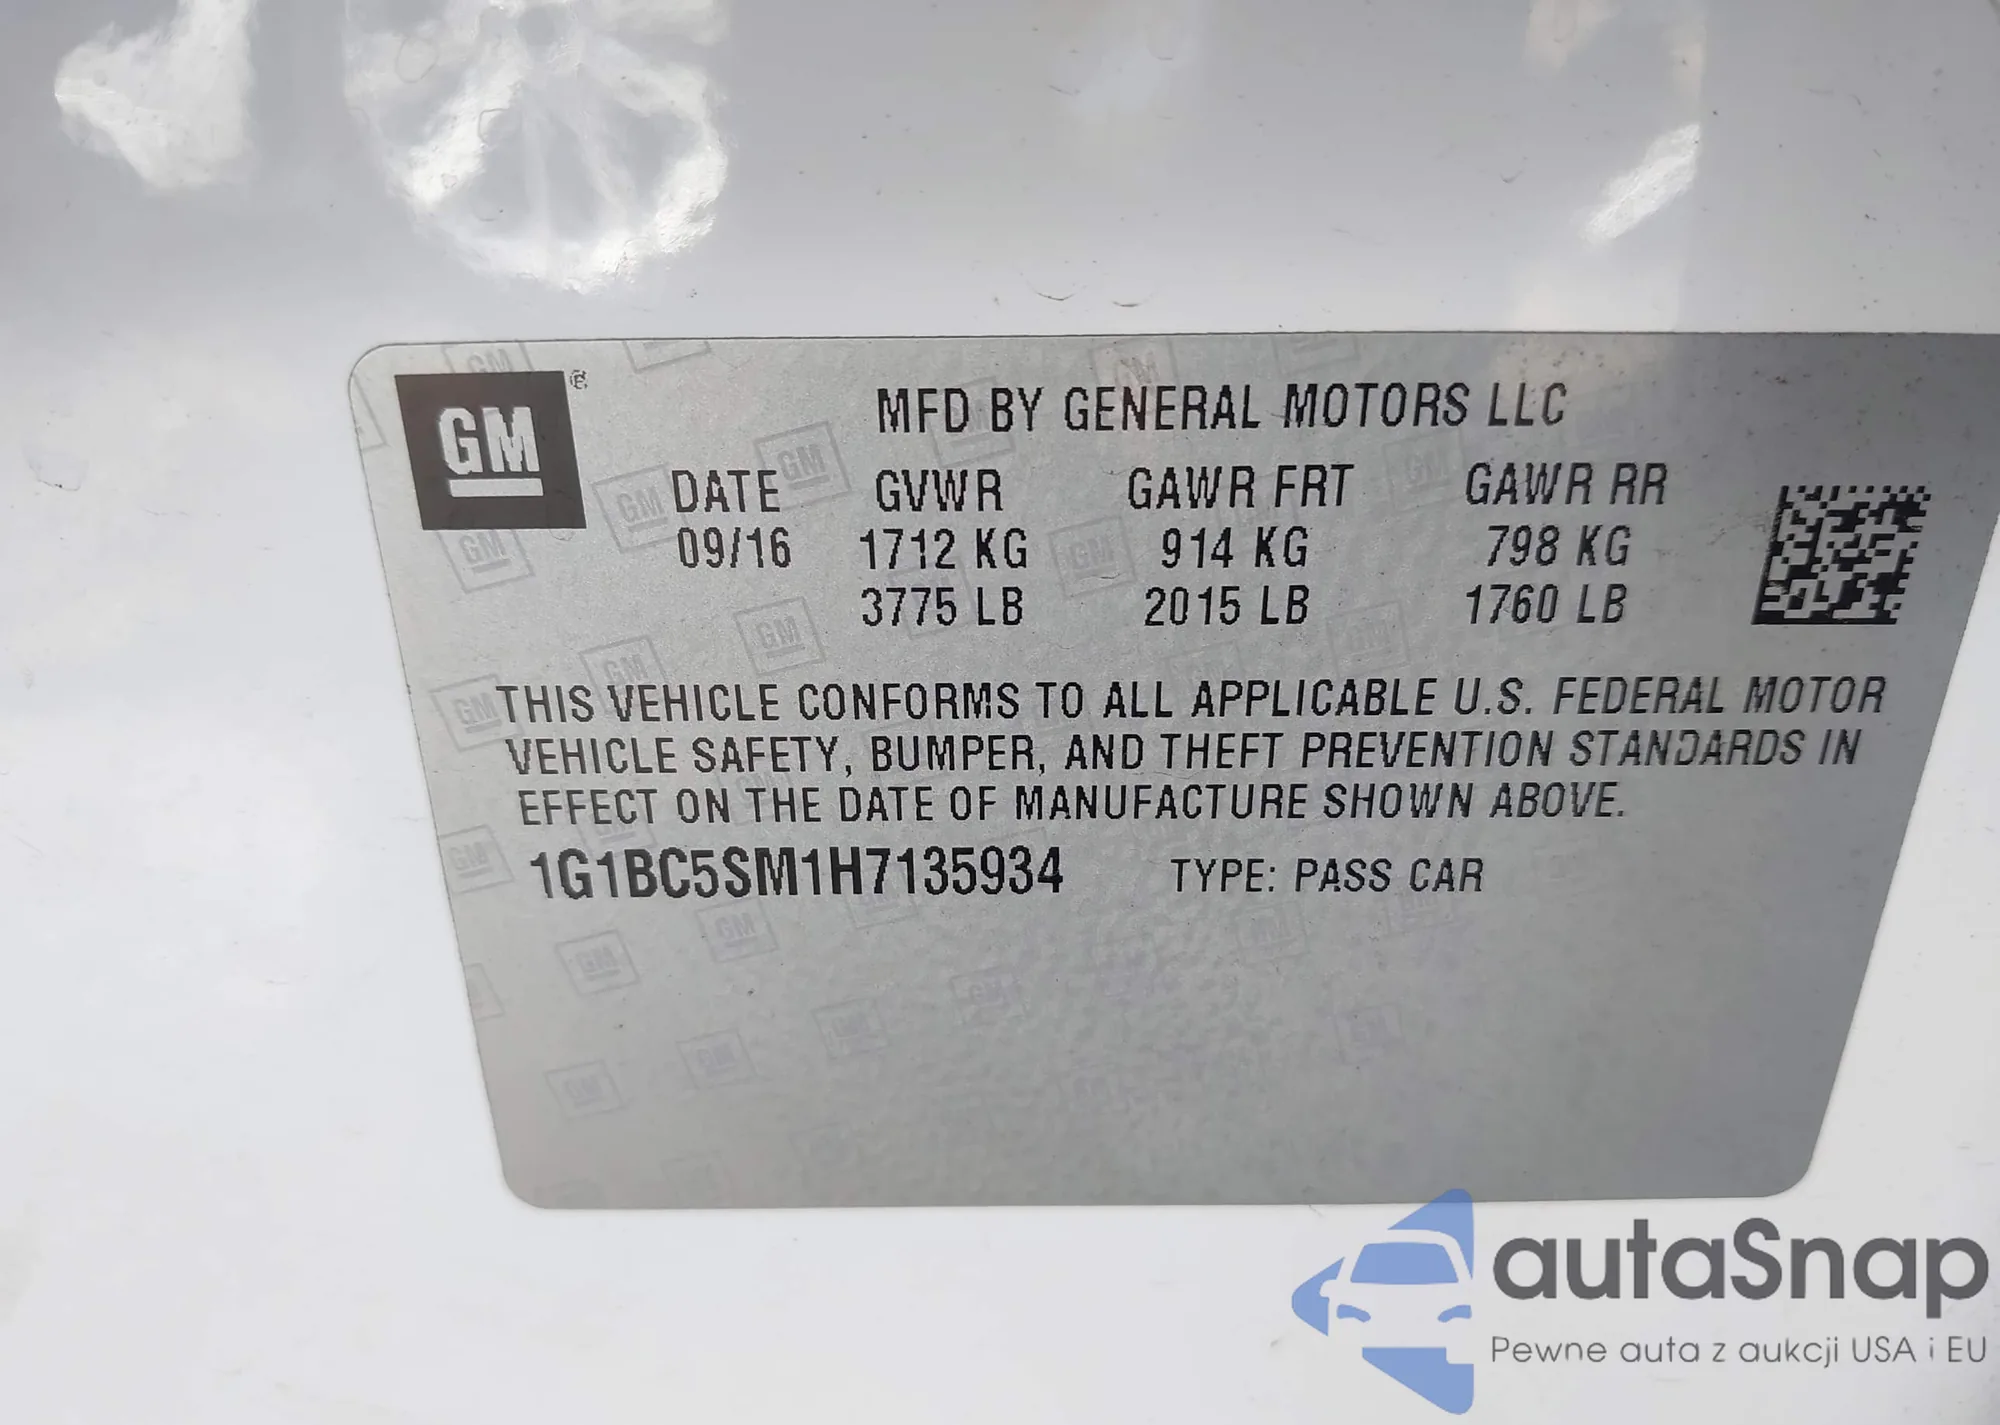 GM ®
MFD BY GENERAL MOTORS LLC
DATE GVWR GAWR FRT GAWR RR
09/16 1712 KG 914 KG 798 KG
3775 LB 2015 LB 1760 LB
THIS VEHICLE CONFORMS TO ALL APPLICABLE U.S. FEDERAL MOTOR
VEHICLE SAFETY, BUMPER, AND THEFT PREVENTION STANDARDS IN
EFFECT ON THE DATE OF MANUFACTURE SHOWN ABOVE.
1G1BC5SM1H7135934 TYPE: PASS CAR
autaSnap
Pewne auta z aukcji USA i EU